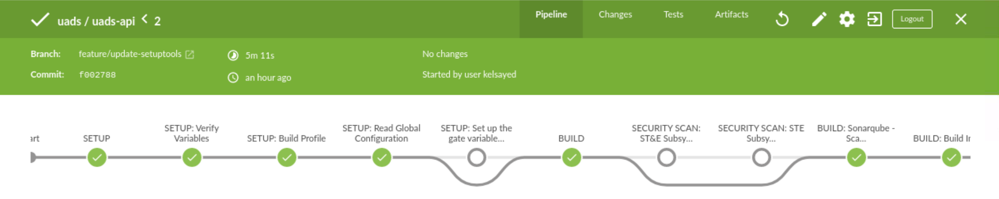 uads / uads-api < 2
Pipeline
Changes
Tests
Artifacts
Logout
Branch: feature/update-setuptools
5m 11s
No changes
Commit: f002788
an hour ago
Started by user kelsayed
art
SETUP
SETUP: Verify
Variables
SETUP: Build Profile
SETUP: Read Global
Configuration
SETUP: Set up the
gate variable...
BUILD
SECURITY SCAN:
ST&E Subsy...
SECURITY SCAN: STE
Subsy...
BUILD: Sonarqube -
Sca...
BUILD: Build